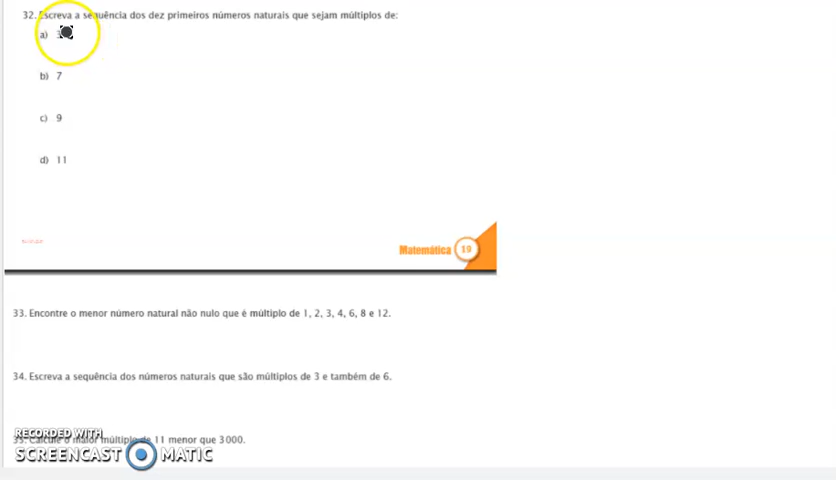 32. Escreva a sequência dos dez primeiros números naturais que sejam múltiplos de:
a) 3
b) 7
c) 9
d) 11
Matemática 19
33. Encontre o menor número natural não nulo que é múltiplo de 1, 2, 3, 4, 6, 8 e 12.
34. Escreva a sequência dos números naturais que são múltiplos de 3 e também de 6.
35. Calcule o maior múltiplo de 11 menor que 3 000.
RECORDED WITH
SCREENCAST MATIC